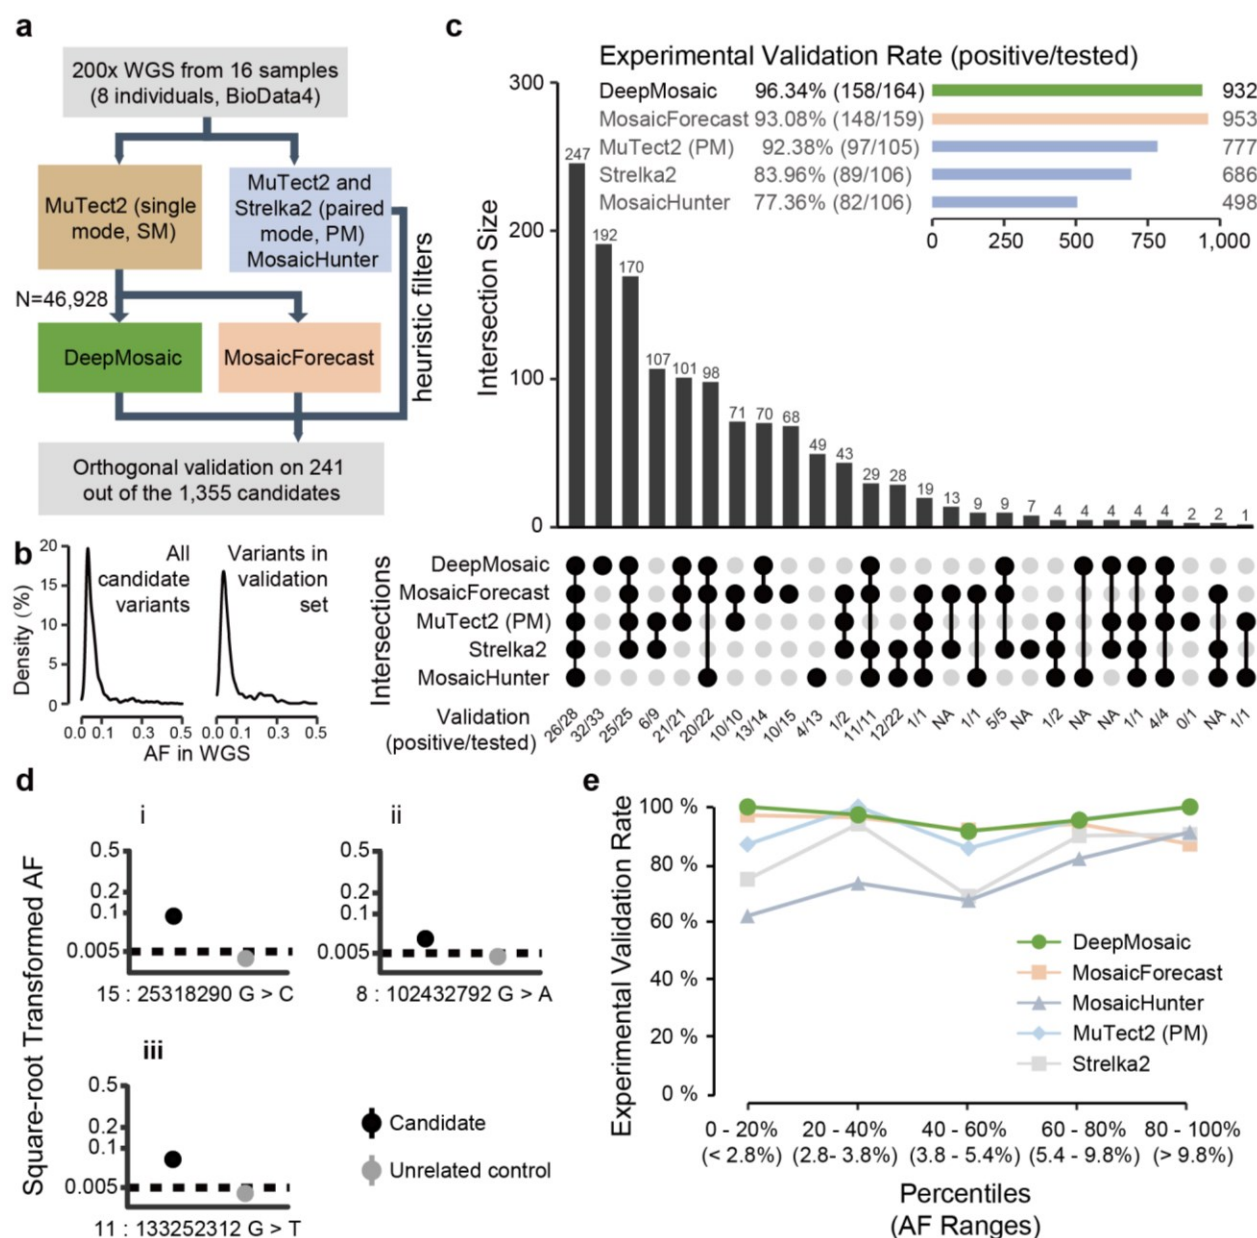 a
200x WGS from 16 samples
(8 individuals, BioData4)
MuTect2 (single
mode, SM)
MuTect2 and
Strelka2 (paired
mode, PM)
MosaicHunter
N=46,928
DeepMosaic
MosaicForecast
heuristic filters
Orthogonal validation on 241
out of the 1,355 candidates
b
Density (%)
20
15
10
5
0
All
candidate
variants
Variants in
validation
set
0.0 0.1 0.3 0.5
0.0 0.1 0.3 0.5
AF in WGS
c
Experimental Validation Rate (positive/tested)
DeepMosaic 96.34% (158/164) 932
MosaicForecast 93.08% (148/159) 953
MuTect2 (PM) 92.38% (97/105) 777
Strelka2 83.96% (89/106) 686
MosaicHunter 77.36% (82/106) 498
0 250 500 750 1,000
Intersection Size
300
200
100
0
247 192 170 107 101 98 71 70 68 49 43 29 28 19 13 9 9 7 4 4 4 4 4 2 2 1
Intersections
DeepMosaic
MosaicForecast
MuTect2 (PM)
Strelka2
MosaicHunter
Validation
(positive/tested)
26/28 32/33 25/25 6/9 21/21 20/22 10/10 13/14 10/15 4/13 1/2 11/11 12/22 1/1 NA 1/1 5/5 NA 1/2 NA NA 1/1 4/4 0/1 NA 1/1
d
Square-root Transformed AF
i
0.5
0.2
0.1
0.005
15 : 25318290 G > C
ii
0.5
0.2
0.1
0.005
8 : 102432792 G > A
iii
0.5
0.2
0.1
0.005
11 : 133252312 G > T
Candidate
Unrelated control
e
Experimental Validation Rate
100 %
80 %
60 %
40 %
20 %
0 %
DeepMosaic
MosaicForecast
MosaicHunter
MuTect2 (PM)
Strelka2
0 - 20% 20 - 40% 40 - 60% 60 - 80% 80 - 100%
(< 2.8%) (2.8- 3.8%) (3.8 - 5.4%) (5.4 - 9.8%) (> 9.8%)
Percentiles
(AF Ranges)